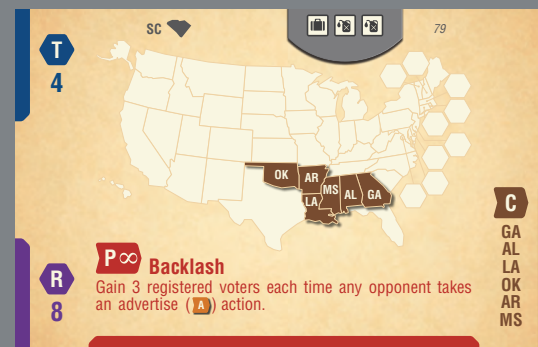 SC
79
T
4
OK
AR
MS
AL
GA
LA
C
GA
AL
LA
OK
AR
MS
R
8
P∞ Backlash
Gain 3 registered voters each time any opponent takes
an advertise (A) action.